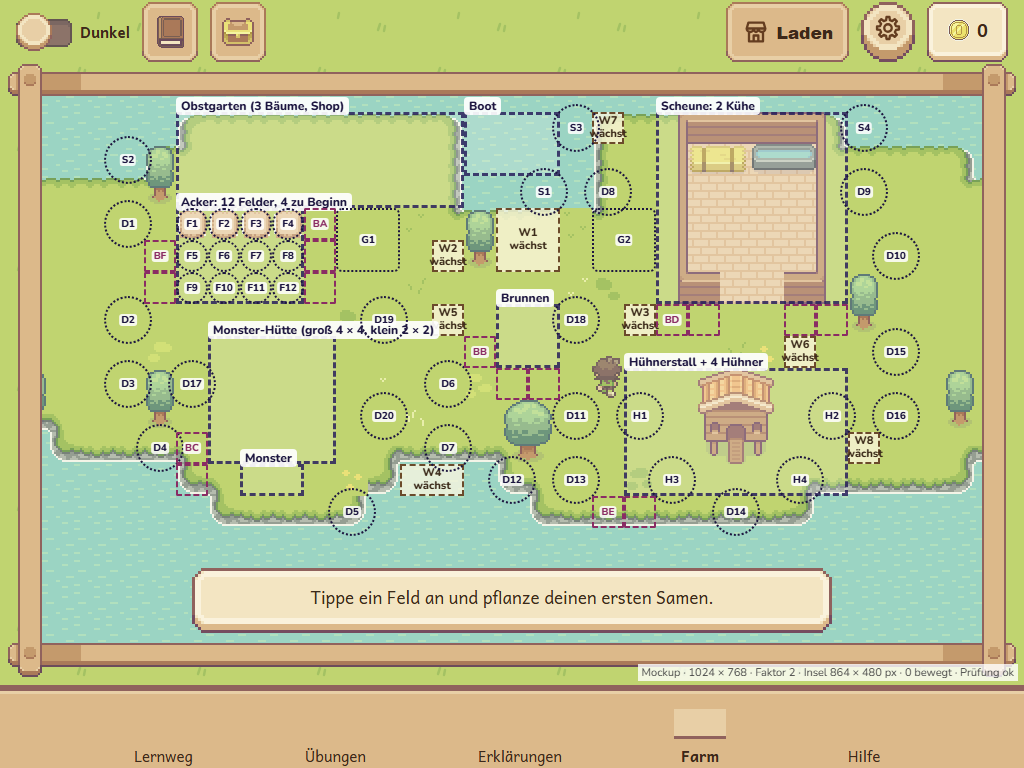 Dunkel
Laden
0
Obstgarten (3 Bäume, Shop)
Boot
Scheune: 2 Kühe
S3
W7
wächst
S4
S2
S1
D8
D9
Acker: 12 Felder, 4 zu Beginn
D1
F1 F2 F3 F4 BA
G1
W1
wächst
G2
W2
wächst
BF
F5 F6 F7 F8
D10
F9 F10 F11 F12
Brunnen
D2
D19
W5
wächst
D18
W3
wächst
BD
Monster-Hütte (groß 4 × 4, klein 2 × 2)
BB
W6
wächst
D15
Hühnerstall + 4 Hühner
D3
D17
D6
D20
D11
H1
H2
D16
D4
BC
D7
W8
wächst
Monster
W4
wächst
D12
D13
H3
H4
D5
BE
D14
Tippe ein Feld an und pflanze deinen ersten Samen.
Mockup · 1024 × 768 · Faktor 2 · Insel 864 × 480 px · 0 bewegt · Prüfung ok
Lernweg
Übungen
Erklärungen
Farm
Hilfe